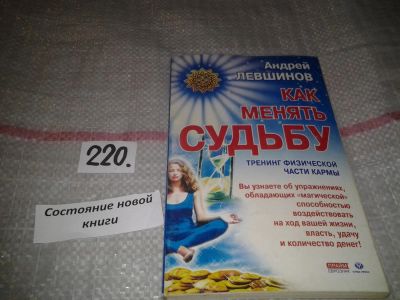 Андрей
ЛЕВШИНОВ
КАК
МЕНЯТЬ
СУДЬБУ
ТРЕНИНГ ФИЗИЧЕСКОЙ
ЧАСТИ КАРМЫ
Вы узнаете об упражнениях,
обладающих «магической»
способностью
воздействовать
на ход вашей жизни,
власть, удачу
и количество денег!
220.
Состояние новой
книги